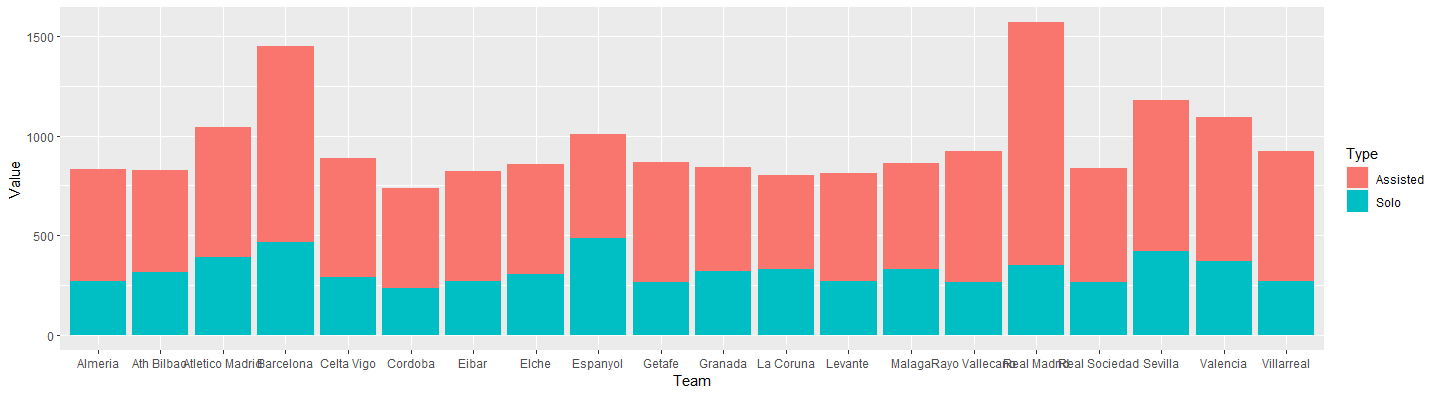 1500
1000
500
0
Value
Almeria Ath Bilbao Atletico Madrid Barcelona Celta Vigo Cordoba Eibar Elche Espanyol Getafe Granada La Coruna Levante Malaga Rayo Vallecano Real Madrid Real Sociedad Sevilla Valencia Villarreal
Team
Type
Assisted
Solo